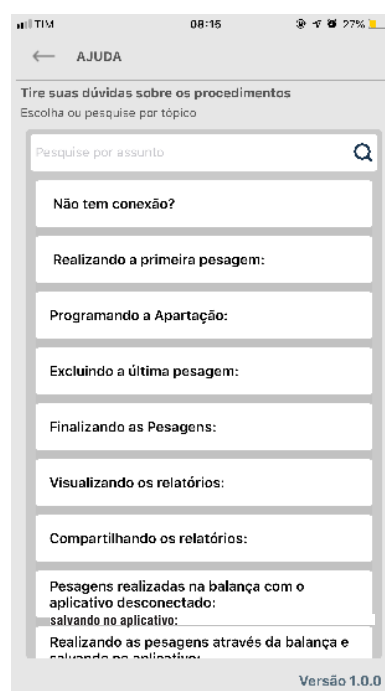 TIM 08:15 27%
AJUDA
Tire suas dúvidas sobre os procedimentos
Escolha ou pesquise por tópico
Pesquise por assunto
Não tem conexão?
Realizando a primeira pesagem:
Programando a Apartação:
Excluindo a última pesagem:
Finalizando as Pesagens:
Visualizando os relatórios:
Compartilhando os relatórios:
Pesagens realizadas na balança com o
aplicativo desconectado:
salvando no aplicativo:
Realizando as pesagens através da balança e
salvando no aplicativo:
Versão 1.0.0